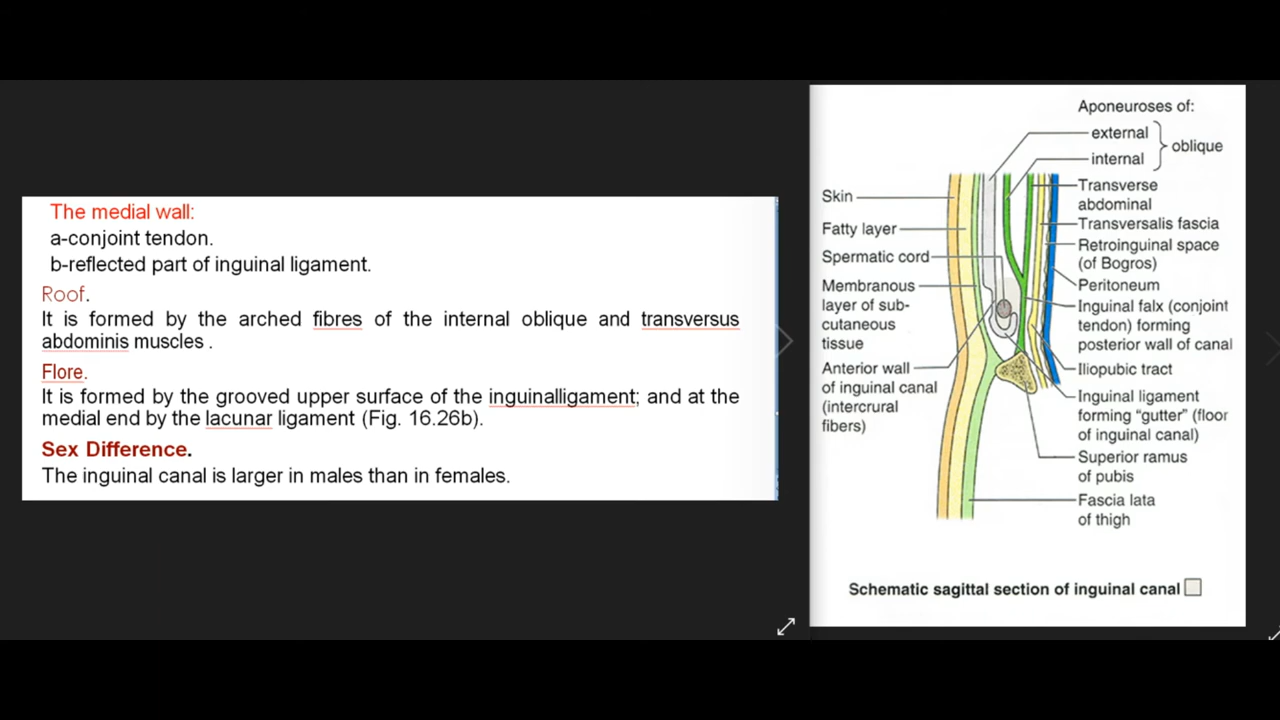 The medial wall:
a-conjoint tendon.
b-reflected part of inguinal ligament.
Roof.
It is formed by the arched fibres of the internal oblique and transversus
abdominis muscles .
Flore.
It is formed by the grooved upper surface of the inguinalligament; and at the
medial end by the lacunar ligament (Fig. 16.26b).
Sex Difference.
The inguinal canal is larger in males than in females.
Skin
Fatty layer
Spermatic cord
Membranous
layer of sub-
cutaneous
tissue
Anterior wall
of inguinal canal
(intercrural
fibers)
Aponeuroses of:
external
internal
oblique
Transverse
abdominal
Transversalis fascia
Retroinguinal space
(of Bogros)
Peritoneum
Inguinal falx (conjoint
tendon) forming
posterior wall of canal
Iliopubic tract
Inguinal ligament
forming “gutter” (floor
of inguinal canal)
Superior ramus
of pubis
Fascia lata
of thigh
Schematic sagittal section of inguinal canal